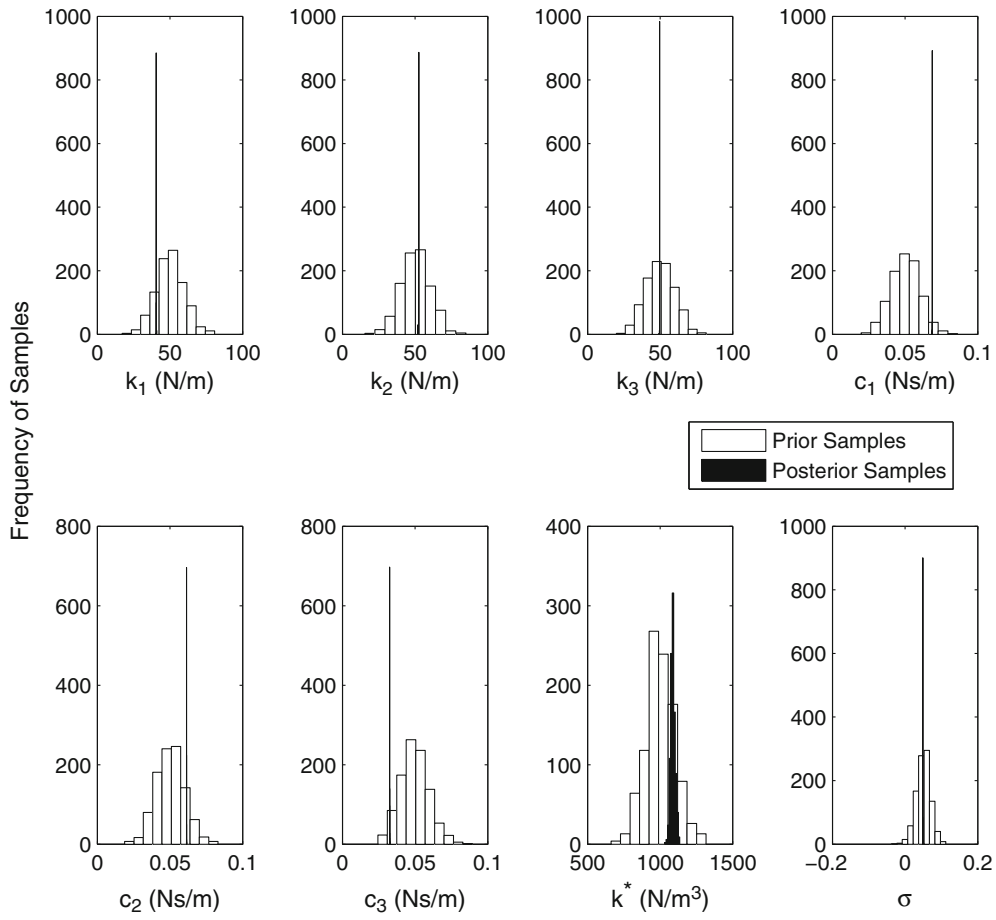 Frequency of Samples
1000
800
600
400
200
0
0 50 100
k₁ (N/m)
1000
800
600
400
200
0
0 50 100
k₂ (N/m)
1000
800
600
400
200
0
0 50 100
k₃ (N/m)
1000
800
600
400
200
0
0 0.05 0.1
c₁ (Ns/m)
Prior Samples
Posterior Samples
800
600
400
200
0
0 0.05 0.1
c₂ (Ns/m)
800
600
400
200
0
0 0.05 0.1
c₃ (Ns/m)
400
300
200
100
0
500 1000 1500
k* (N/m³)
1000
800
600
400
200
0
−0.2 0 0.2
σ